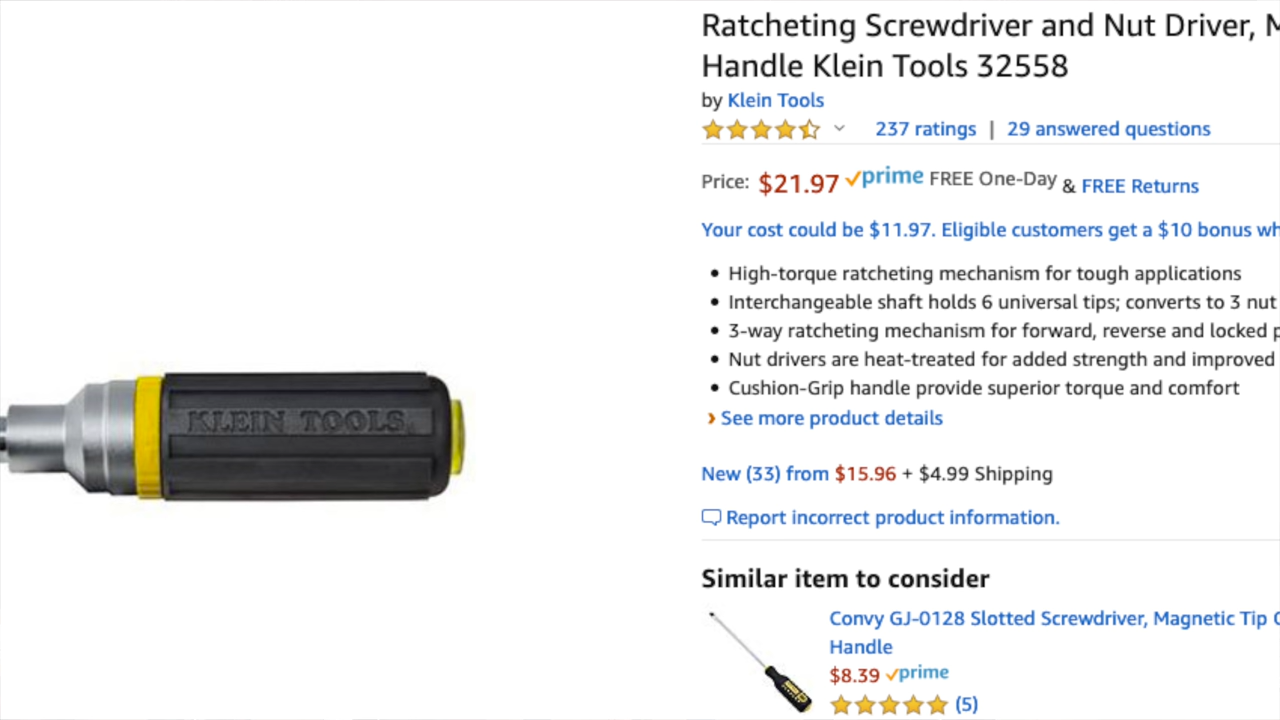 Ratcheting Screwdriver and Nut Driver, M
Handle Klein Tools 32558
by Klein Tools
237 ratings | 29 answered questions
Price: $21.97 prime FREE One-Day & FREE Returns
Your cost could be $11.97. Eligible customers get a $10 bonus wh
• High-torque ratcheting mechanism for tough applications
• Interchangeable shaft holds 6 universal tips; converts to 3 nut
• 3-way ratcheting mechanism for forward, reverse and locked p
• Nut drivers are heat-treated for added strength and improved
• Cushion-Grip handle provide superior torque and comfort
› See more product details
New (33) from $15.96 + $4.99 Shipping
Report incorrect product information.
Similar item to consider
Convy GJ-0128 Slotted Screwdriver, Magnetic Tip
Handle
$8.39 prime
(5)
KLEIN TOOLS